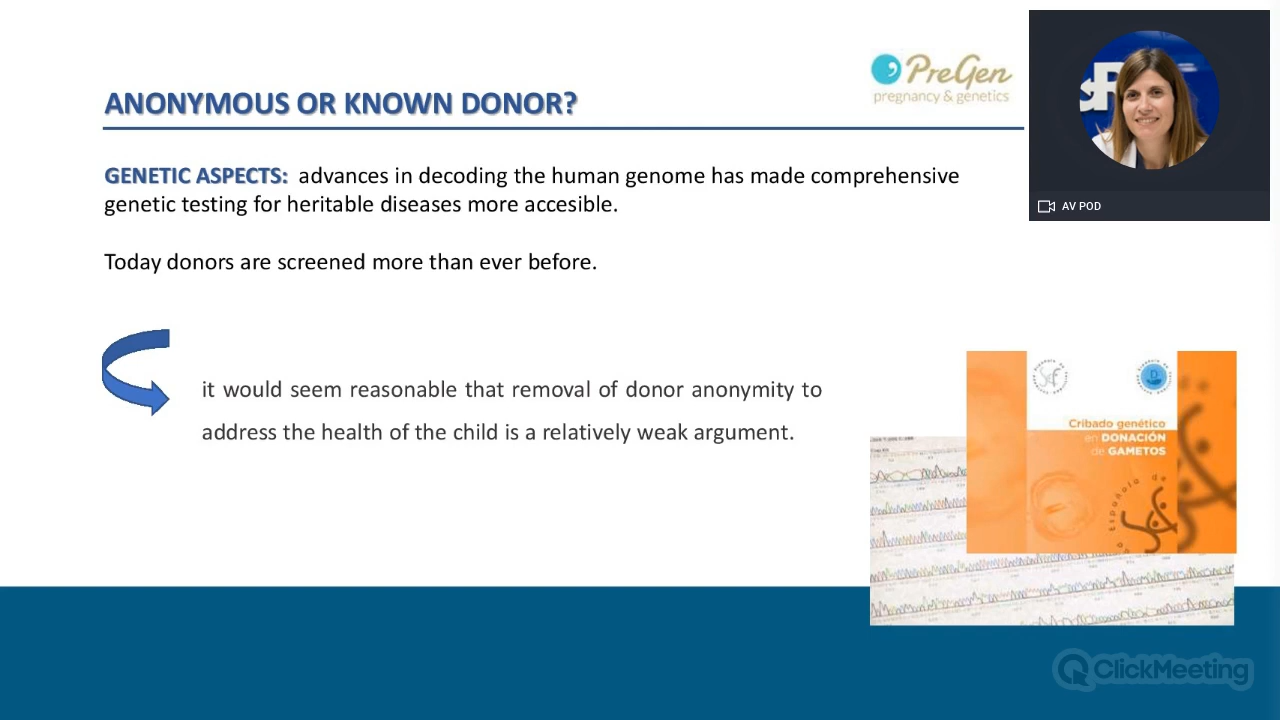 PreGen
pregnancy & genetics
ANONYMOUS OR KNOWN DONOR?
GENETIC ASPECTS: advances in decoding the human genome has made comprehensive
genetic testing for heritable diseases more accesible.
AV POD
Today donors are screened more than ever before.
it would seem reasonable that removal of donor anonymity to
address the health of the child is a relatively weak argument.
Cribado genético
en DONACIÓN
de GAMETOS
ClickMeeting